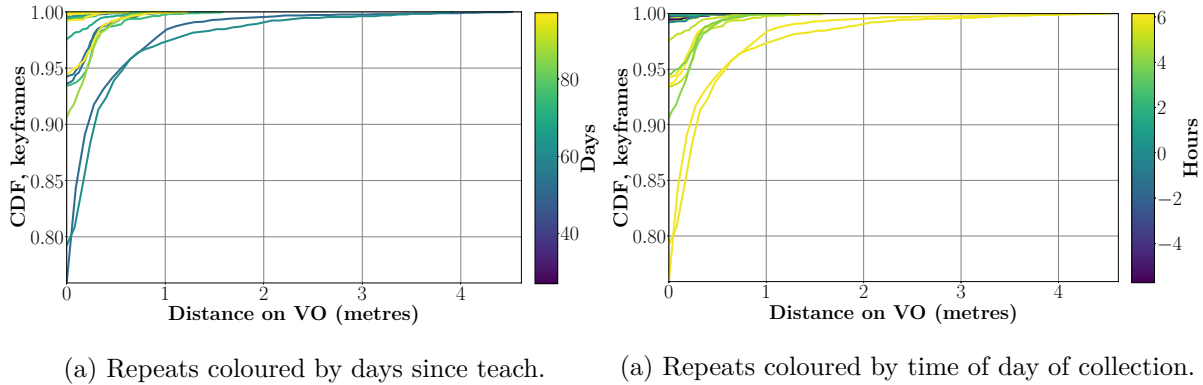 1.00
0.95
0.90
0.85
0.80
CDF, keyframes
0 1 2 3 4
Distance on VO (metres)
80
60
40
Days
(a) Repeats coloured by days since teach.
1.00
0.95
0.90
0.85
0.80
CDF, keyframes
0 1 2 3 4
Distance on VO (metres)
6
4
2
0
−2
−4
Hours
(a) Repeats coloured by time of day of collection.